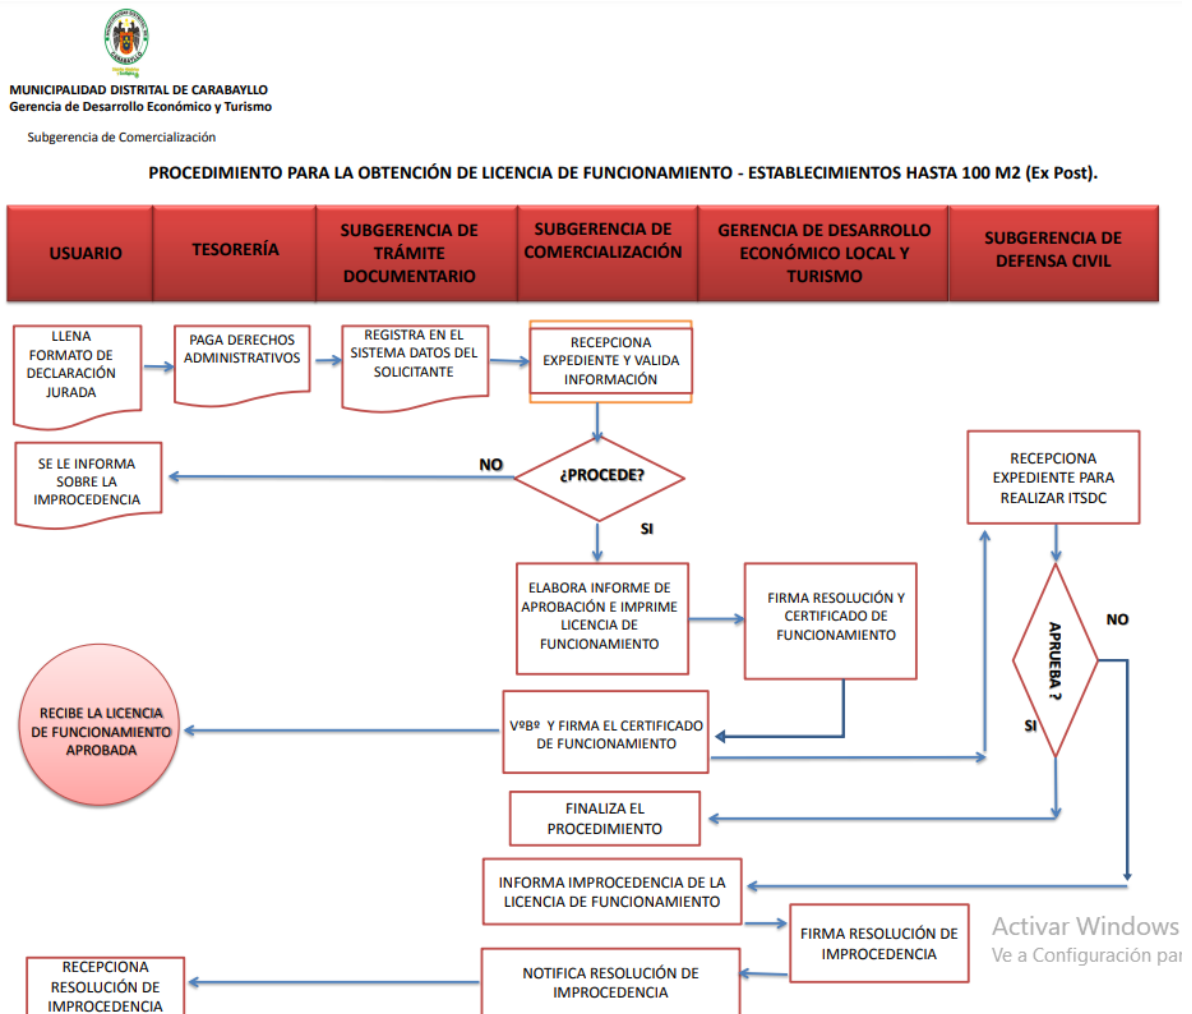 MUNICIPALIDAD DISTRITAL DE CARABAYLLO
Gerencia de Desarrollo Económico y Turismo
Subgerencia de Comercialización
PROCEDIMIENTO PARA LA OBTENCIÓN DE LICENCIA DE FUNCIONAMIENTO - ESTABLECIMIENTOS HASTA 100 M2 (Ex Post).
USUARIO
TESORERÍA
SUBGERENCIA DE
TRÁMITE
DOCUMENTARIO
SUBGERENCIA DE
COMERCIALIZACIÓN
GERENCIA DE DESARROLLO
ECONÓMICO LOCAL Y
TURISMO
SUBGERENCIA DE
DEFENSA CIVIL
LLENA
FORMATO DE
DECLARACIÓN
JURADA
PAGA DERECHOS
ADMINISTRATIVOS
REGISTRA EN EL
SISTEMA DATOS DEL
SOLICITANTE
RECEPCIONA
EXPEDIENTE Y VALIDA
INFORMACIÓN
SE LE INFORMA
SOBRE LA
IMPROCEDENCIA
NO
¿PROCEDE?
SI
RECEPCIONA
EXPEDIENTE PARA
REALIZAR ITSDC
ELABORA INFORME DE
APROBACIÓN E IMPRIME
LICENCIA DE
FUNCIONAMIENTO
FIRMA RESOLUCIÓN Y
CERTIFICADO DE
FUNCIONAMIENTO
APRUEBA ?
NO
SI
RECIBE LA LICENCIA
DE FUNCIONAMIENTO
APROBADA
VºBº Y FIRMA EL CERTIFICADO
DE FUNCIONAMIENTO
FINALIZA EL
PROCEDIMIENTO
INFORMA IMPROCEDENCIA DE LA
LICENCIA DE FUNCIONAMIENTO
FIRMA RESOLUCIÓN DE
IMPROCEDENCIA
Activar Windows
Ve a Configuración par
RECEPCIONA
RESOLUCIÓN DE
IMPROCEDENCIA
NOTIFICA RESOLUCIÓN DE
IMPROCEDENCIA